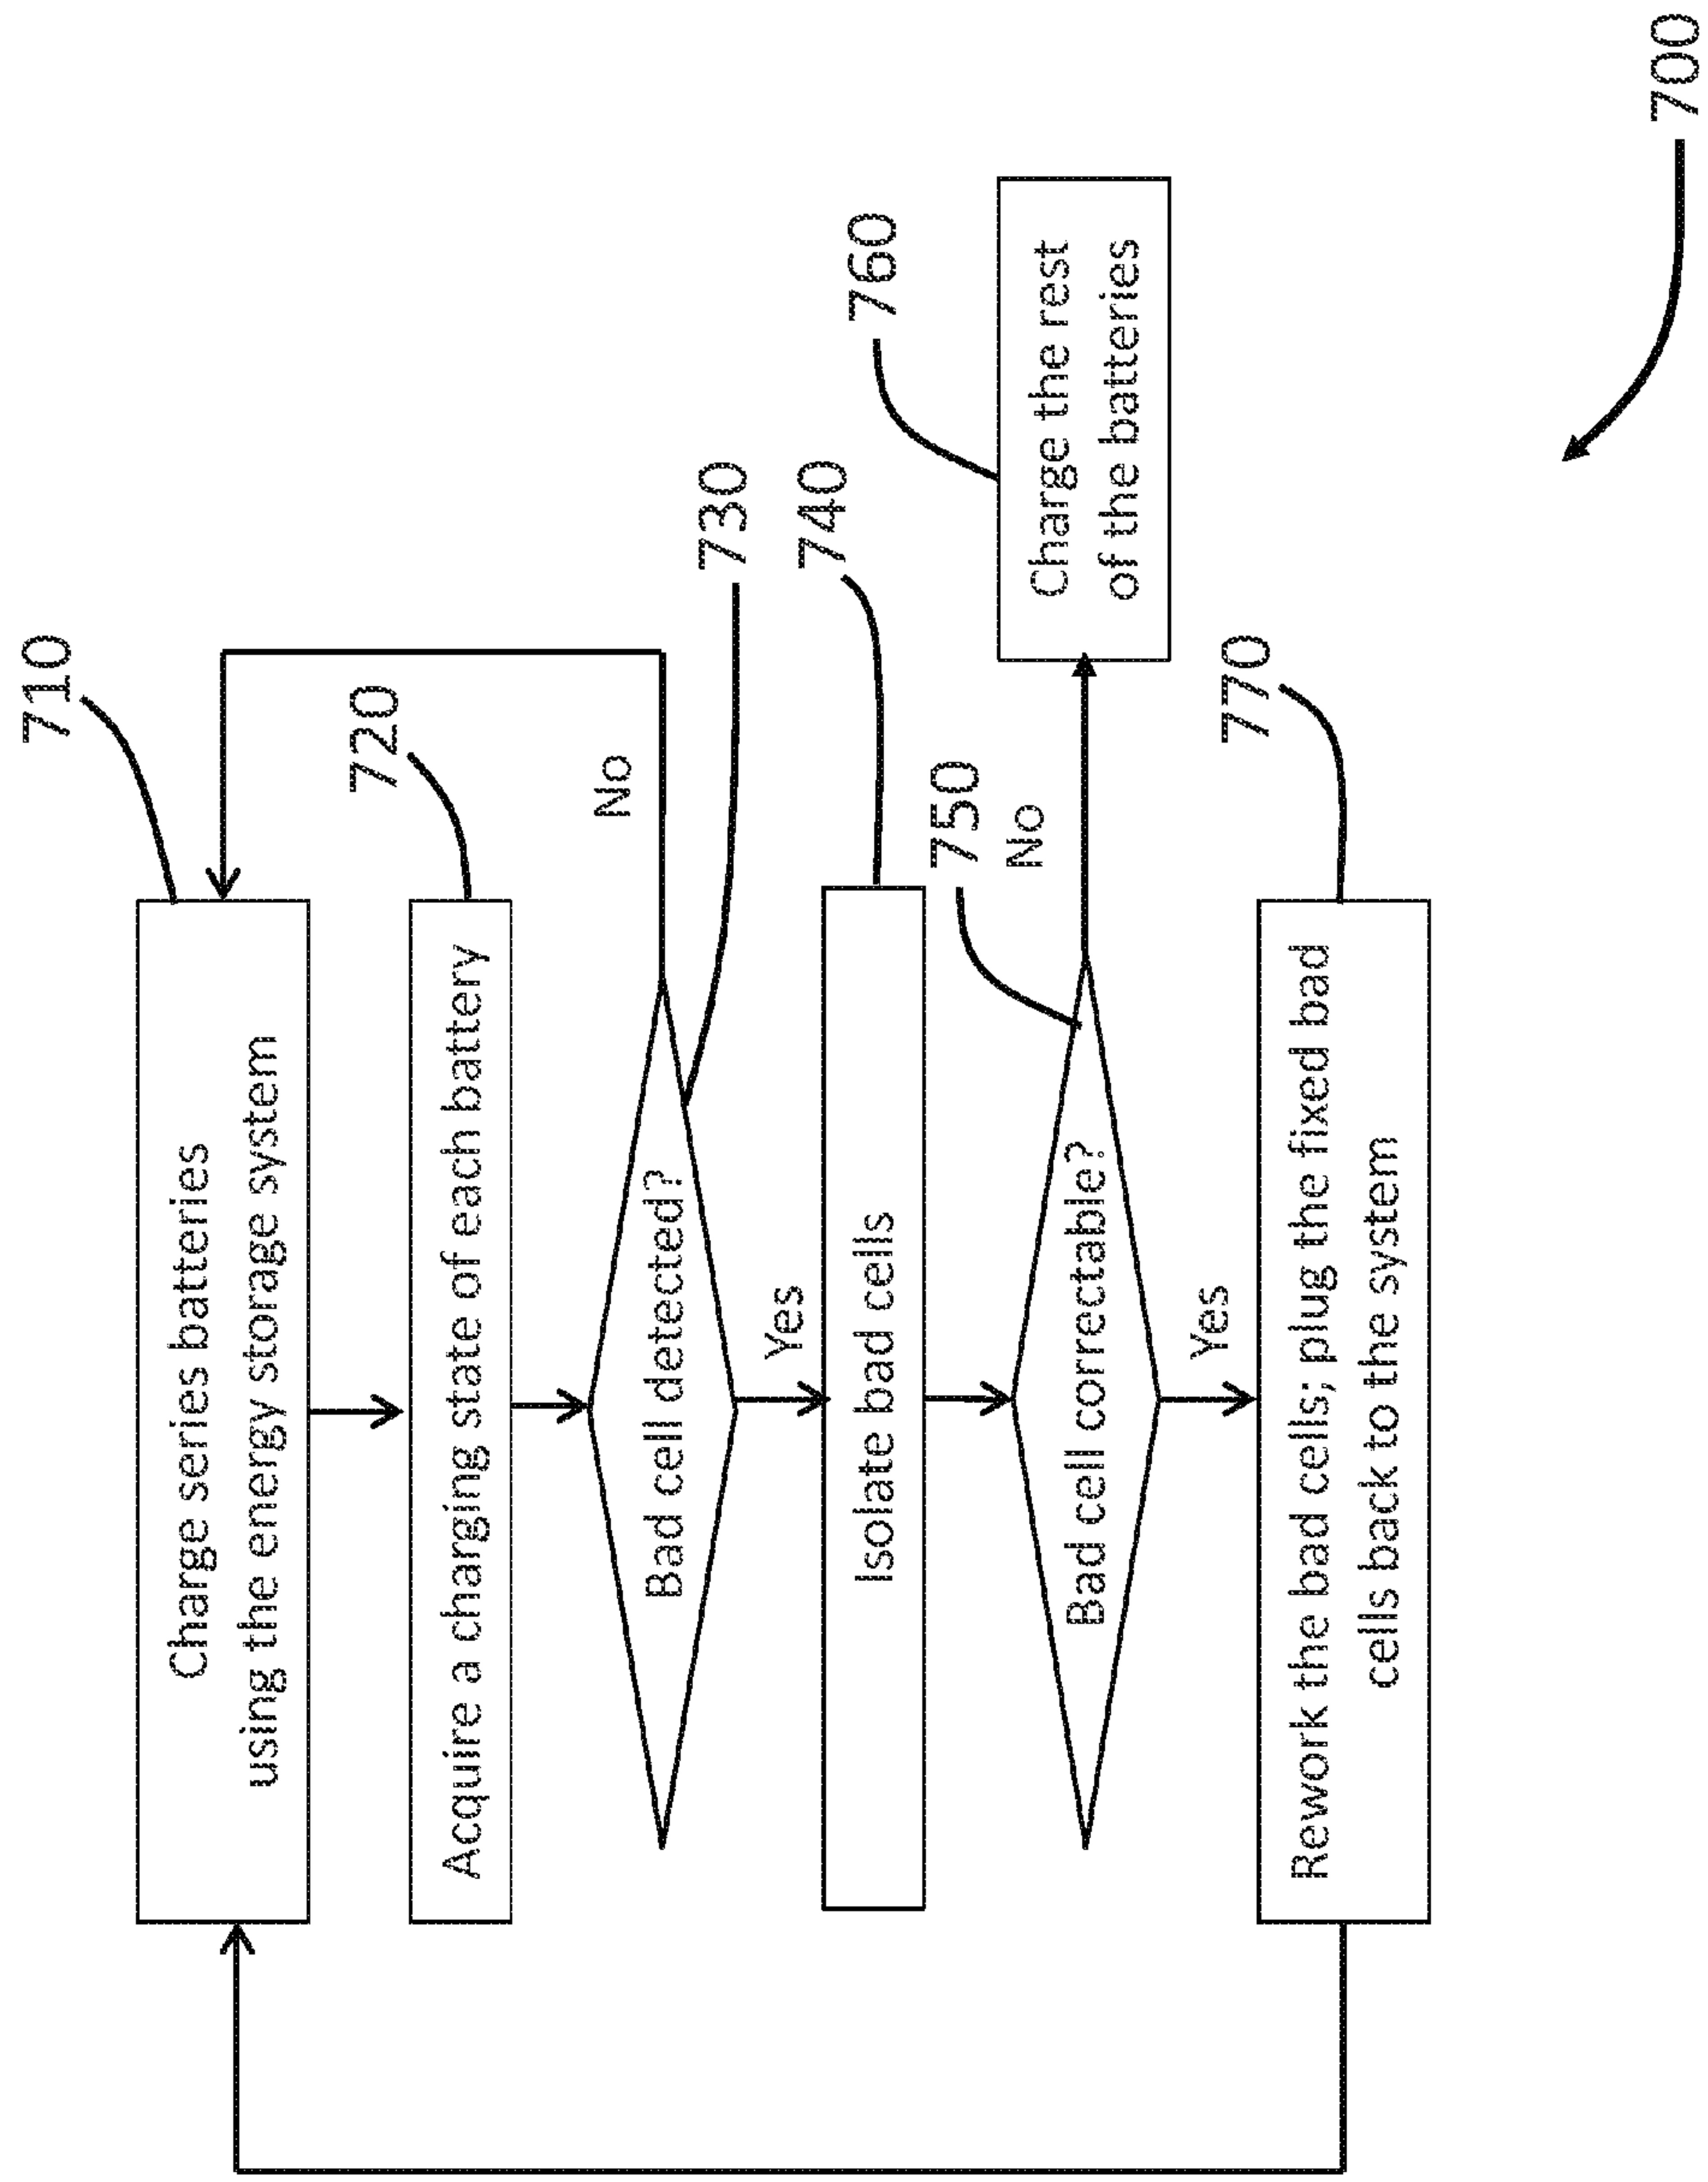 710
Charge series batteries
using the energy storage system
720
Acquire a charging state of each battery
No
730
Bad cell detected?
Yes
740
Isolate bad cells
750
No
760
Charge the rest
of the batteries
Bad cell correctable?
Yes
770
Rework the bad cells; plug the fixed bad
cells back to the system
700